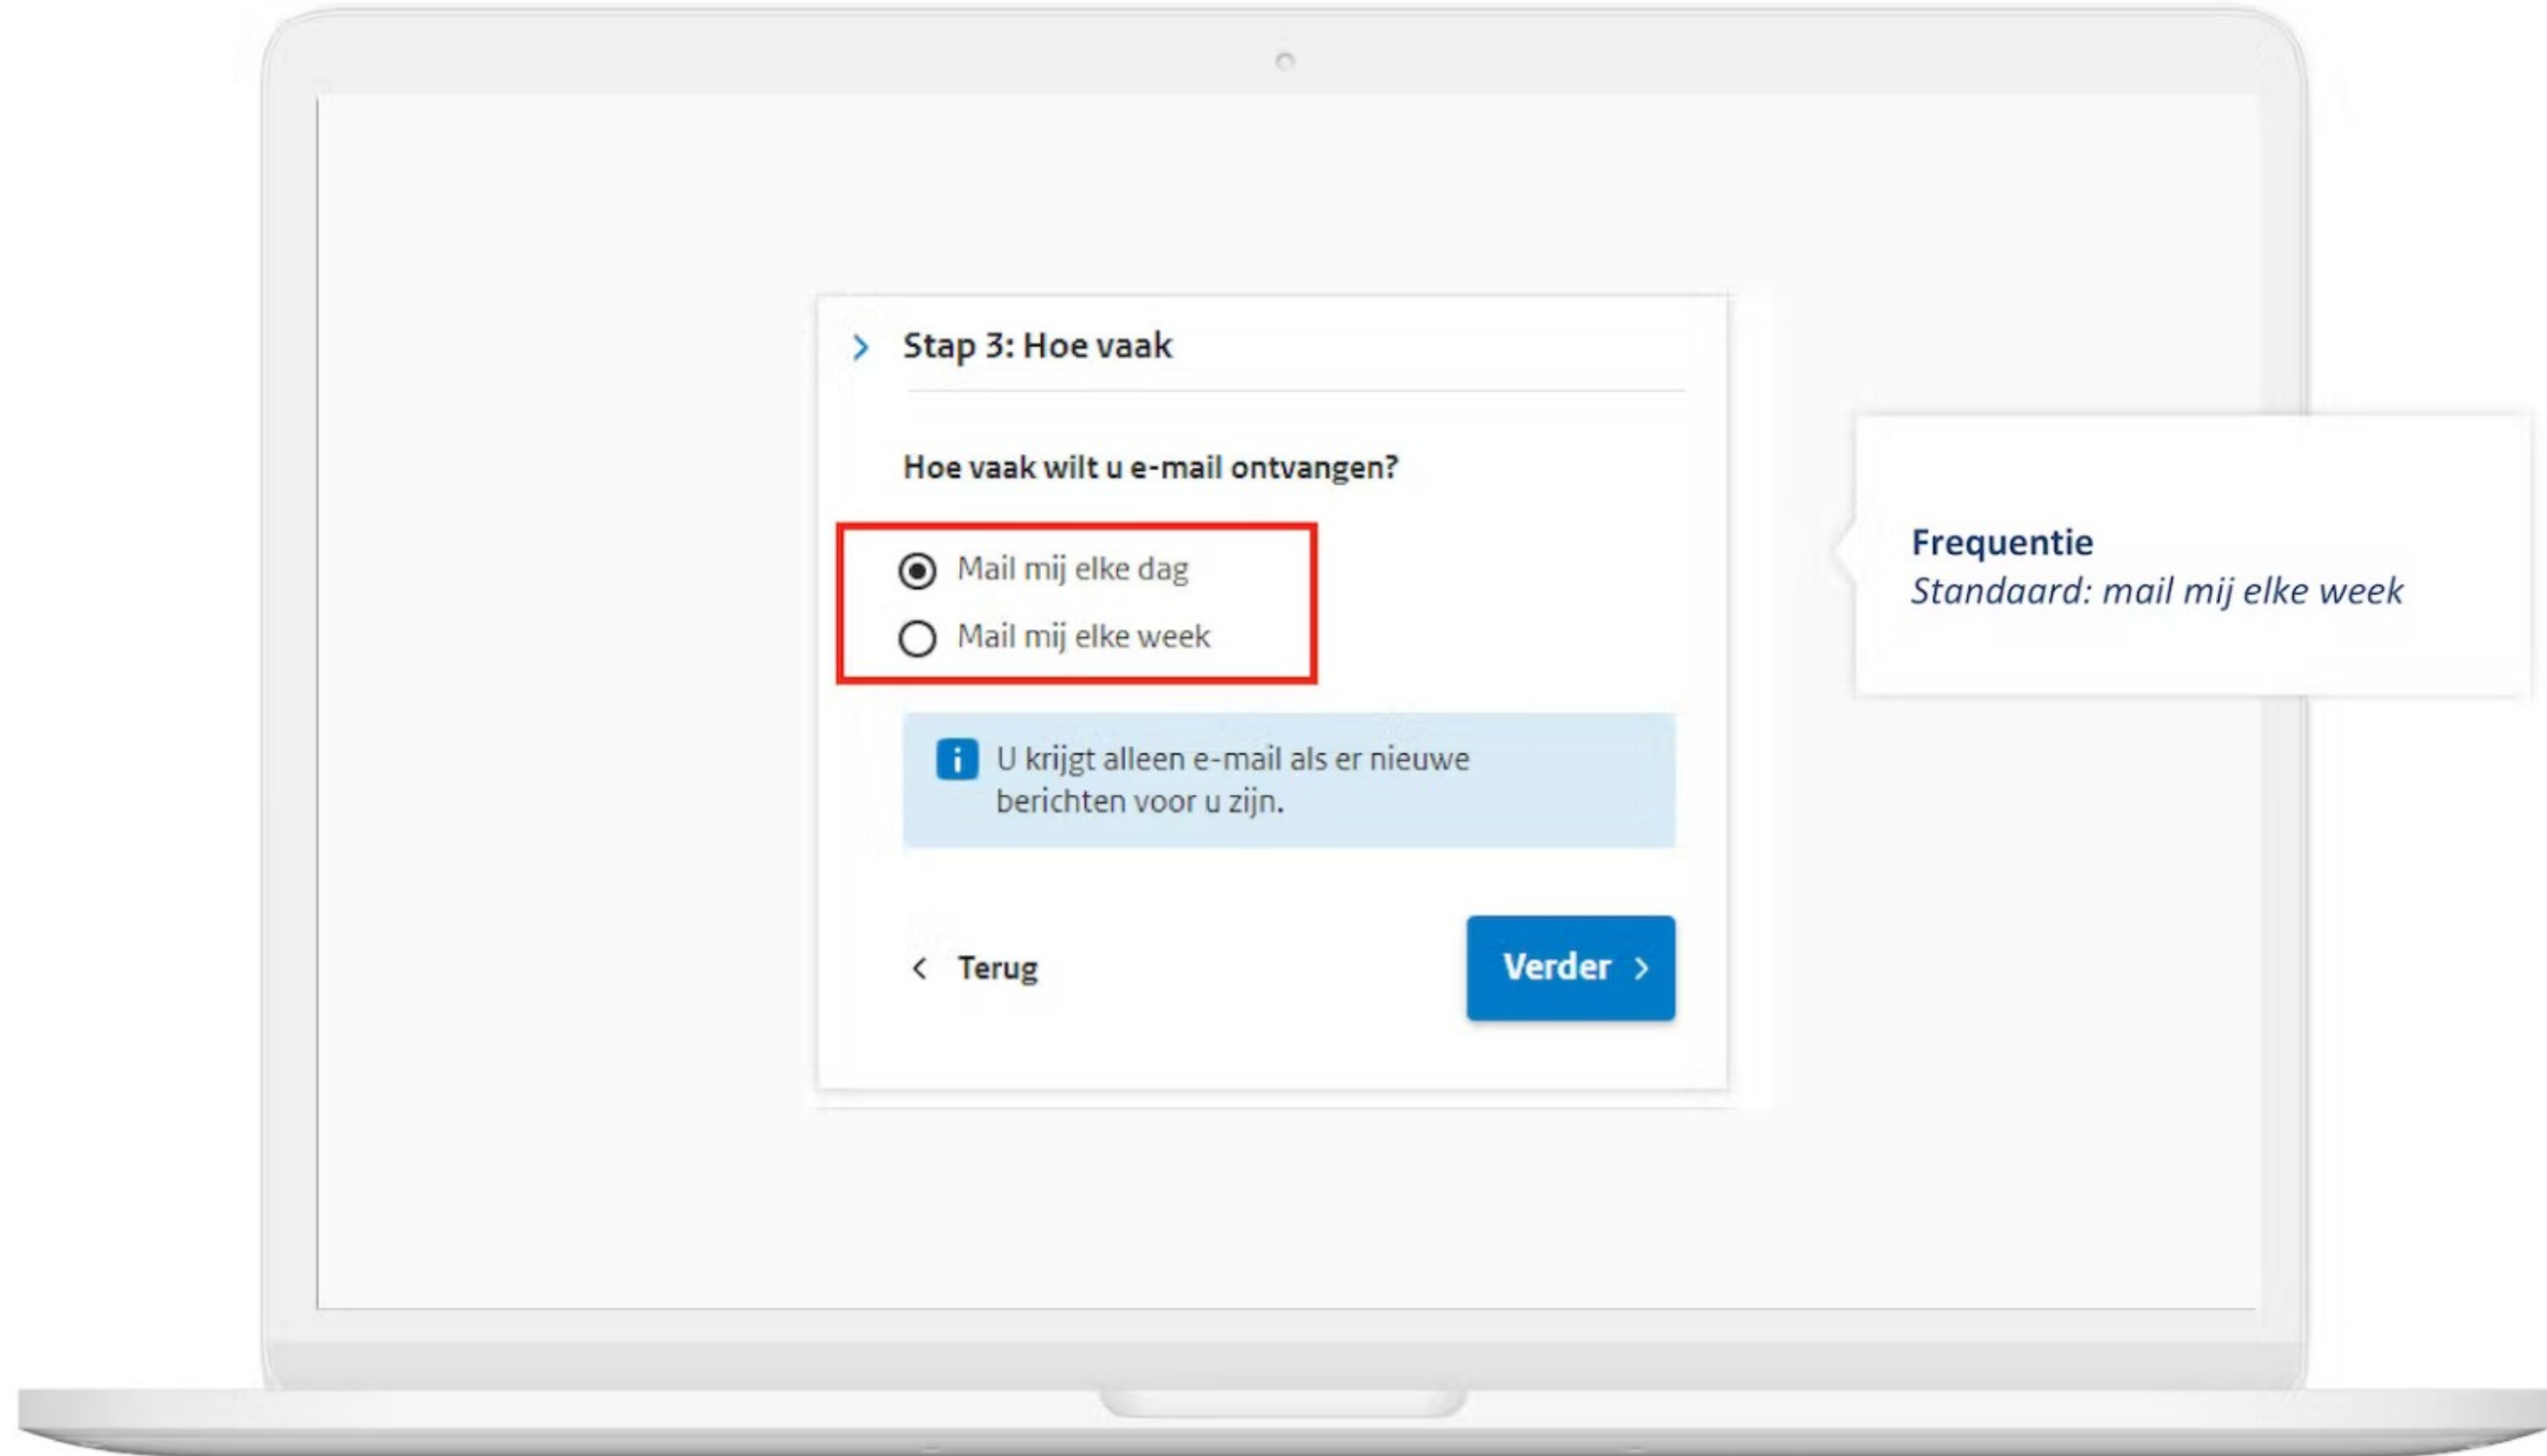 Stap 3: Hoe vaak
Hoe vaak wilt u e-mail ontvangen?
Mail mij elke dag
Mail mij elke week
U krijgt alleen e-mail als er nieuwe
berichten voor u zijn.
Terug
Verder
Frequentie
Standaard: mail mij elke week